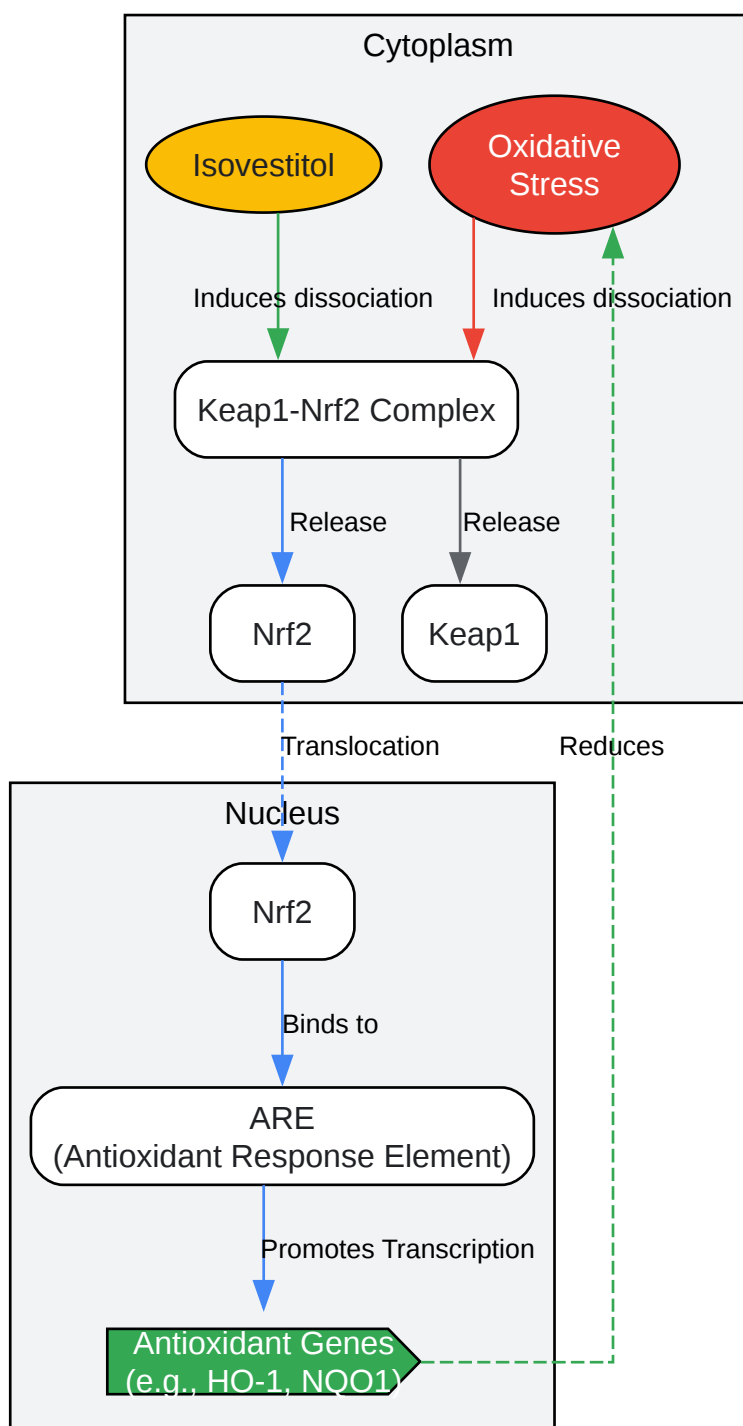 Cytoplasm
Isovestitol
Oxidative
Stress
Induces dissociation
Induces dissociation
Keap1-Nrf2 Complex
Release
Release
Nrf2
Keap1
Translocation
Reduces
Nucleus
Nrf2
Binds to
ARE
(Antioxidant Response Element)
Promotes Transcription
Antioxidant Genes
(e.g., HO-1, NQO1)